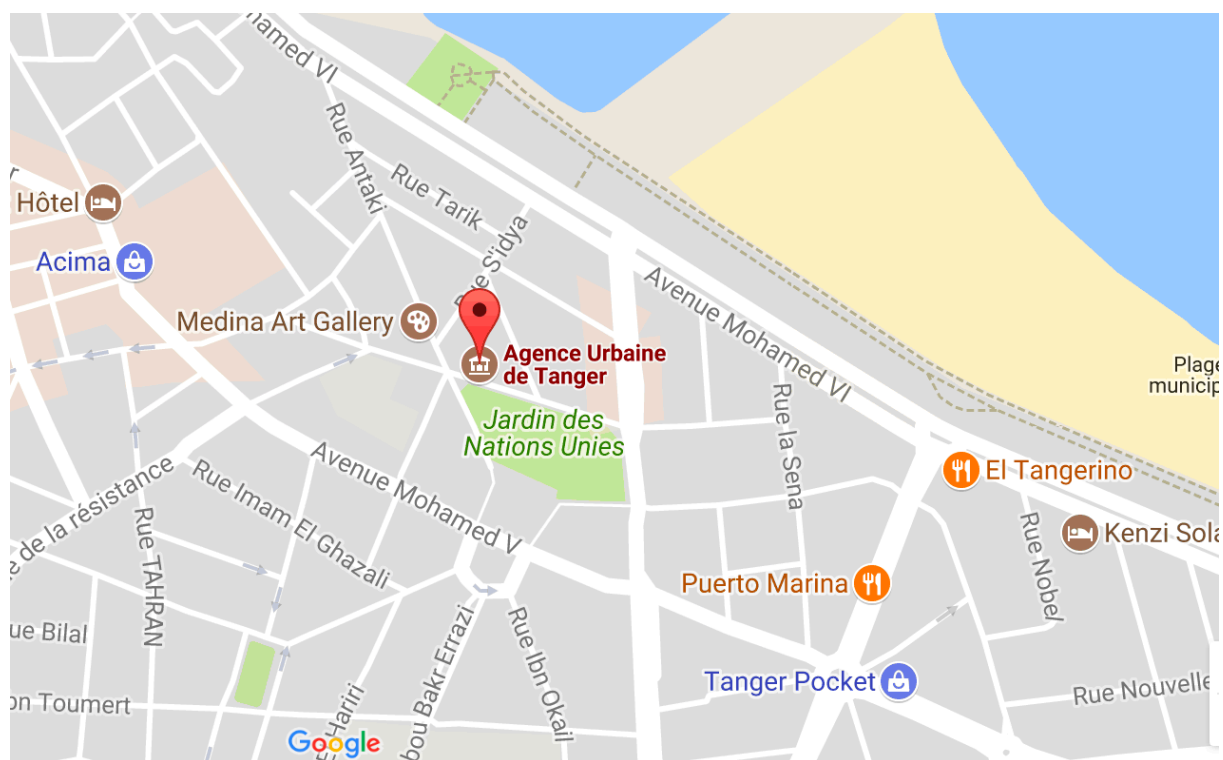 hamed VI
Rue Antaki
Rue Tarik
Rue Sidya
Hôtel
Acima
Medina Art Gallery
Agence Urbaine
de Tanger
Avenue Mohamed VI
Plage
municip
Jardin des
Nations Unies
Rue la Sena
El Tangerino
Avenue Mohamed V
e de la résistance
Rue Imam El Ghazali
Rue TAHRAN
Kenzi Sola
Rue Nobel
Puerto Marina
ue Bilal
bou Bakr Errazi
Rue Ibn Okail
Tanger Pocket
Rue Nouvelle
bn Toumert
E Hariri
Google